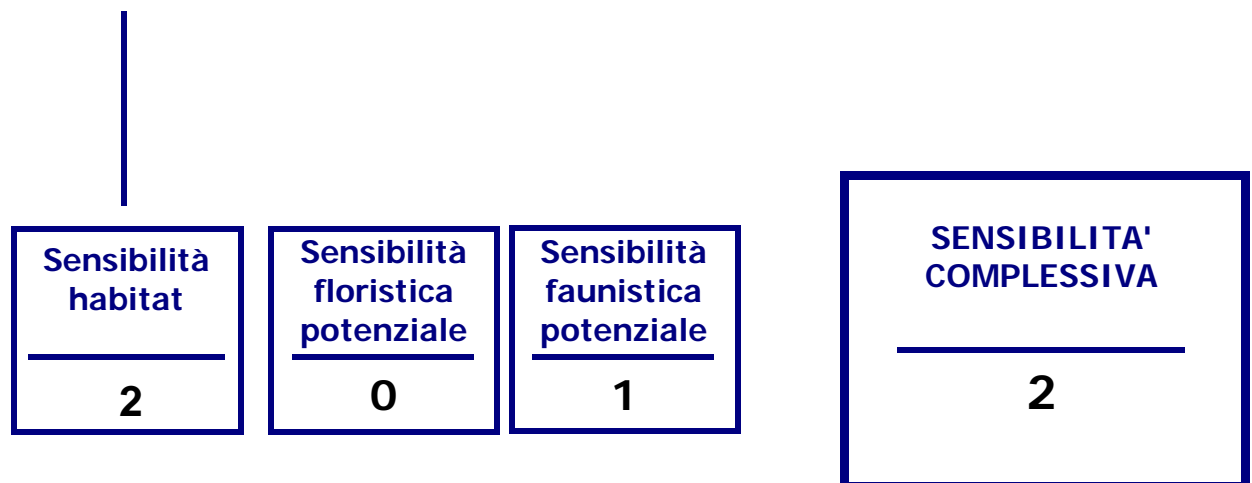 Sensibilità
habitat
2
Sensibilità
floristica
potenziale
0
Sensibilità
faunistica
potenziale
1
SENSIBILITA'
COMPLESSIVA
2